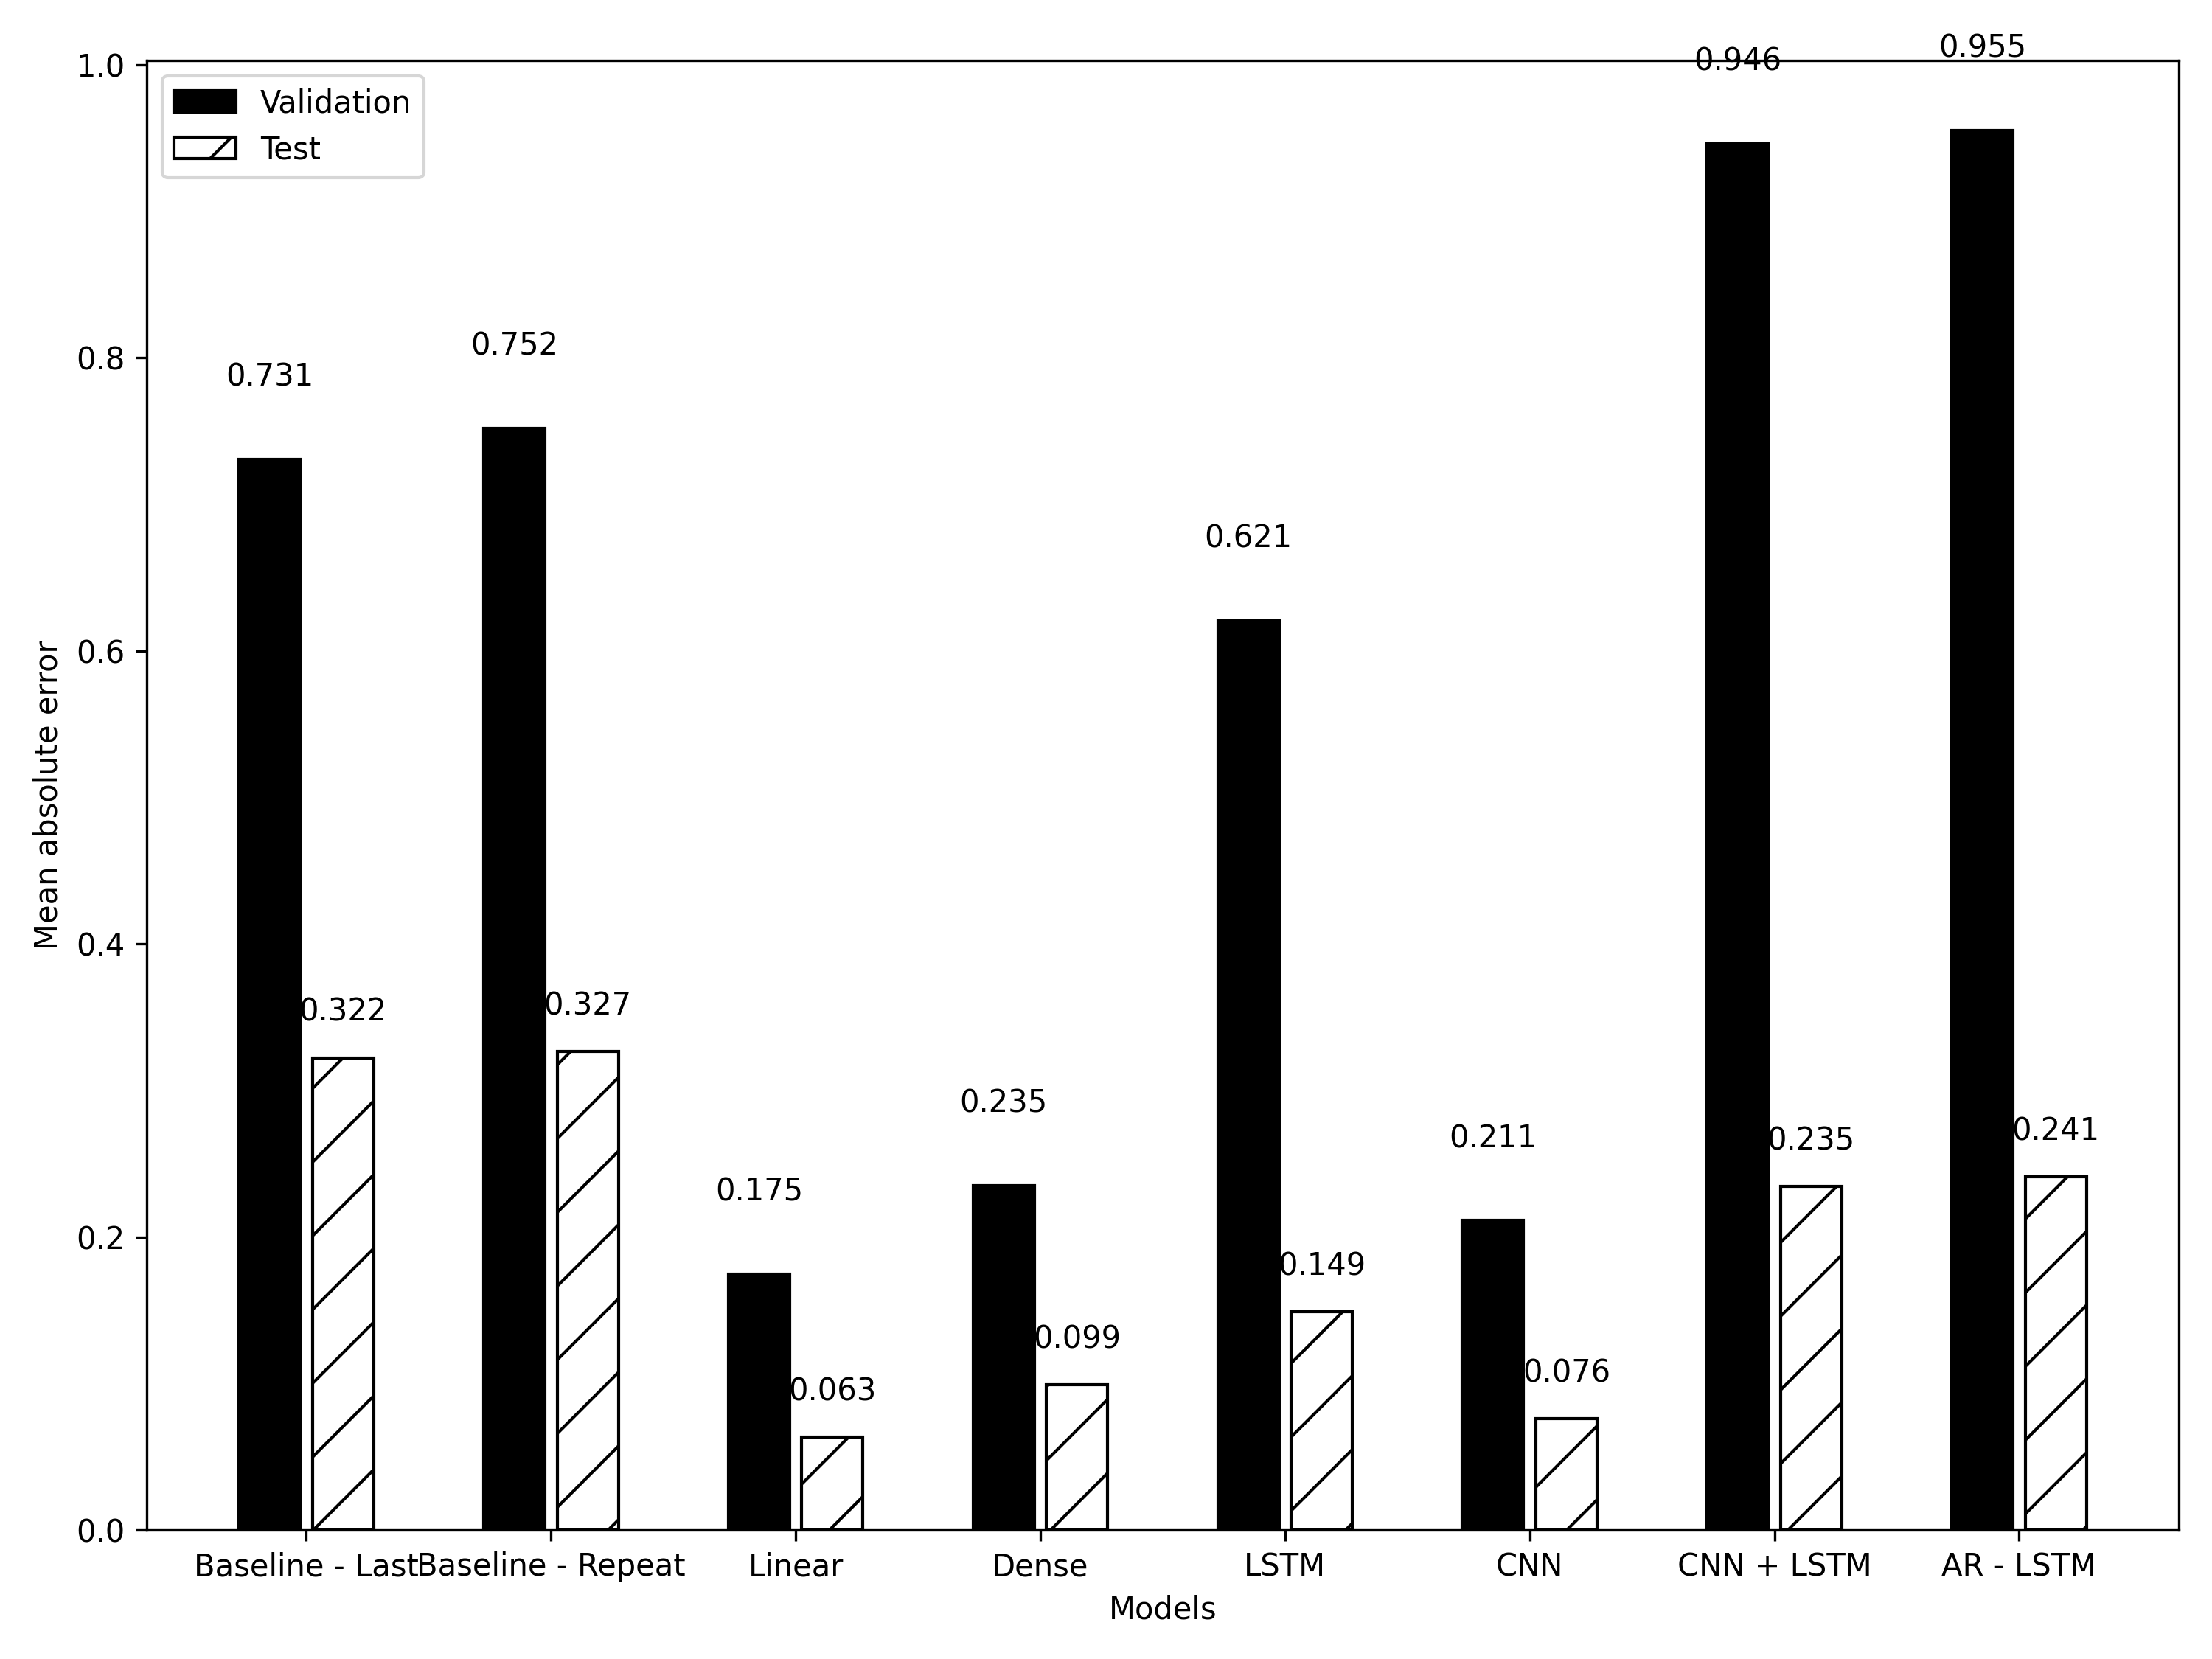 0.946
0.955
1.0
Validation
Test
0.731
0.752
0.8
0.621
0.6
Mean absolute error
0.4
0.322
0.327
0.235
0.175
0.211
0.235
0.241
0.2
0.149
0.099
0.076
0.063
0.0
Baseline - Last
Baseline - Repeat
Linear
Dense
LSTM
CNN
CNN + LSTM
AR - LSTM
Models